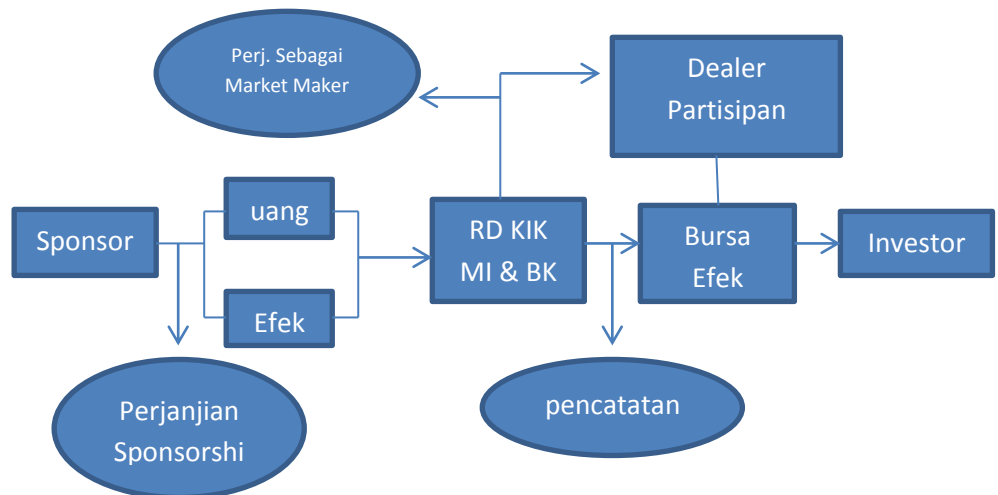 Perj. Sebagai
Market Maker
Dealer
Partisipan
Sponsor
uang
Efek
RD KIK
MI & BK
Bursa
Efek
Investor
Perjanjian
Sponsorshi
pencatatan